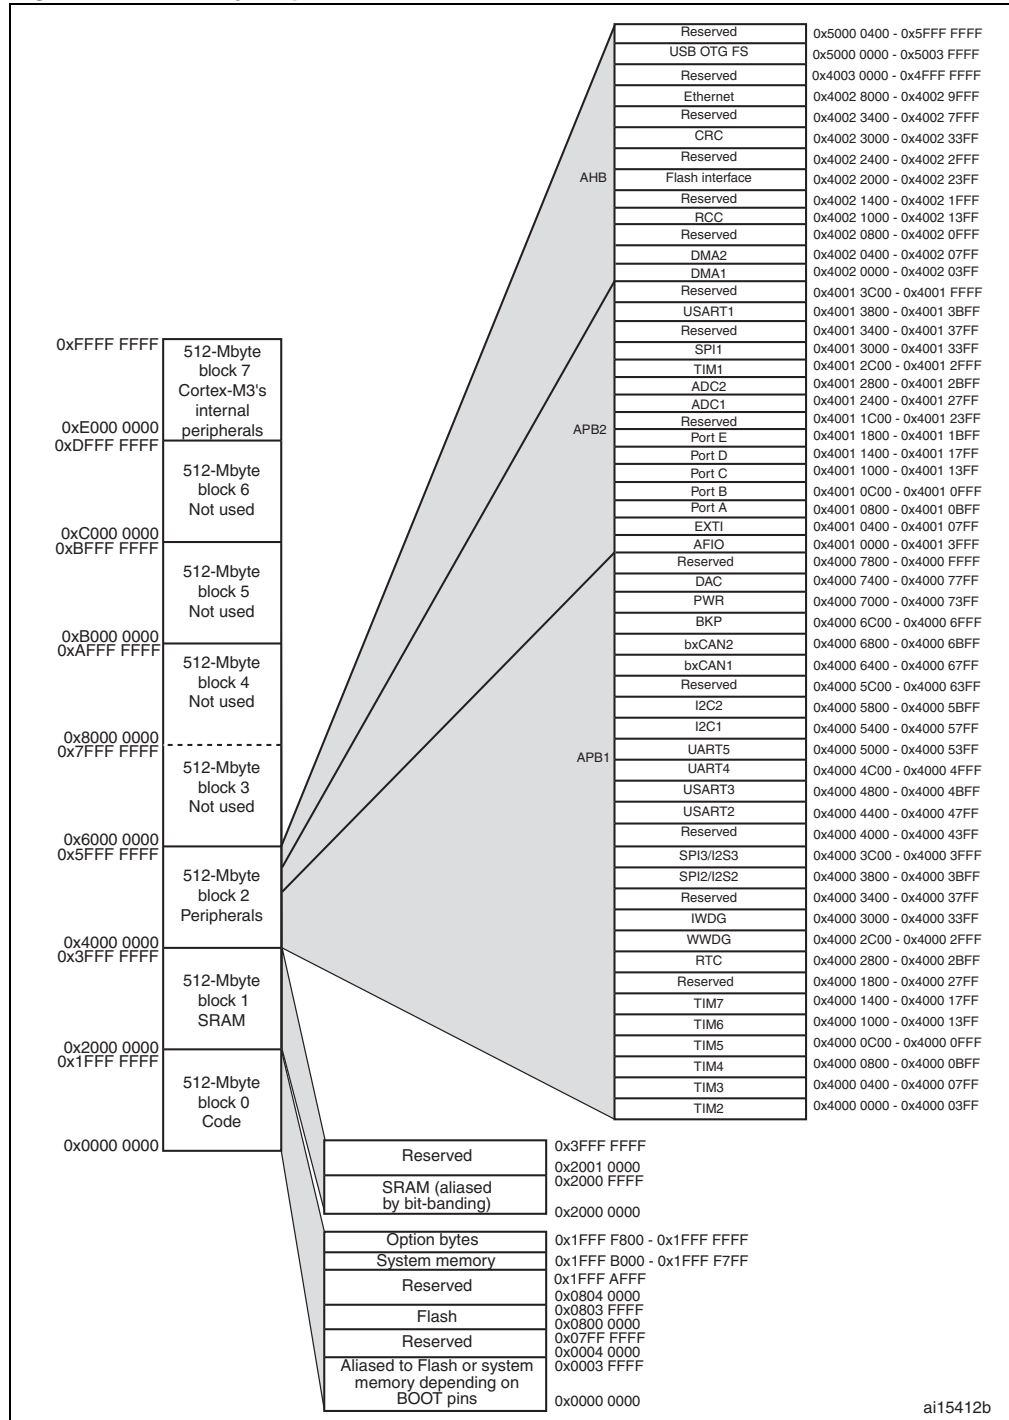 Reserved 0x5000 0400 - 0x5FFF FFFF
USB OTG FS 0x5000 0000 - 0x5003 FFFF
Reserved 0x4003 0000 - 0x4FFF FFFF
Ethernet 0x4002 8000 - 0x4002 9FFF
Reserved 0x4002 3400 - 0x4002 7FFF
CRC 0x4002 3000 - 0x4002 33FF
Reserved 0x4002 2400 - 0x4002 2FFF
AHB Flash interface 0x4002 2000 - 0x4002 23FF
Reserved 0x4002 1400 - 0x4002 1FFF
RCC 0x4002 1000 - 0x4002 13FF
Reserved 0x4002 0800 - 0x4002 0FFF
DMA2 0x4002 0400 - 0x4002 07FF
DMA1 0x4002 0000 - 0x4002 03FF
Reserved 0x4001 3C00 - 0x4001 FFFF
USART1 0x4001 3800 - 0x4001 3BFF
Reserved 0x4001 3400 - 0x4001 37FF
SPI1 0x4001 3000 - 0x4001 33FF
TIM1 0x4001 2C00 - 0x4001 2FFF
ADC2 0x4001 2800 - 0x4001 2BFF
ADC1 0x4001 2400 - 0x4001 27FF
Reserved 0x4001 1C00 - 0x4001 23FF
APB2
Port E 0x4001 1800 - 0x4001 1BFF
Port D 0x4001 1400 - 0x4001 17FF
Port C 0x4001 1000 - 0x4001 13FF
Port B 0x4001 0C00 - 0x4001 0FFF
Port A 0x4001 0800 - 0x4001 0BFF
EXTI 0x4001 0400 - 0x4001 07FF
AFIO 0x4001 0000 - 0x4001 3FFF
Reserved 0x4000 7800 - 0x4000 FFFF
DAC 0x4000 7400 - 0x4000 77FF
PWR 0x4000 7000 - 0x4000 73FF
BKP 0x4000 6C00 - 0x4000 6FFF
bxCAN2 0x4000 6800 - 0x4000 6BFF
bxCAN1 0x4000 6400 - 0x4000 67FF
Reserved 0x4000 5C00 - 0x4000 63FF
I2C2 0x4000 5800 - 0x4000 5BFF
I2C1 0x4000 5400 - 0x4000 57FF
APB1 UART5 0x4000 5000 - 0x4000 53FF
UART4 0x4000 4C00 - 0x4000 4FFF
USART3 0x4000 4800 - 0x4000 4BFF
USART2 0x4000 4400 - 0x4000 47FF
Reserved 0x4000 4000 - 0x4000 43FF
SPI3/I2S3 0x4000 3C00 - 0x4000 3FFF
SPI2/I2S2 0x4000 3800 - 0x4000 3BFF
Reserved 0x4000 3400 - 0x4000 37FF
IWDG 0x4000 3000 - 0x4000 33FF
WWDG 0x4000 2C00 - 0x4000 2FFF
RTC 0x4000 2800 - 0x4000 2BFF
Reserved 0x4000 1800 - 0x4000 27FF
TIM7 0x4000 1400 - 0x4000 17FF
TIM6 0x4000 1000 - 0x4000 13FF
TIM5 0x4000 0C00 - 0x4000 0FFF
TIM4 0x4000 0800 - 0x4000 0BFF
TIM3 0x4000 0400 - 0x4000 07FF
TIM2 0x4000 0000 - 0x4000 03FF
0xFFFF FFFF
512-Mbyte
block 7
Cortex-M3's
internal
peripherals
0xE000 0000
0xDFFF FFFF
512-Mbyte
block 6
Not used
0xC000 0000
0xBFFF FFFF
512-Mbyte
block 5
Not used
0xB000 0000
0xAFFF FFFF
512-Mbyte
block 4
Not used
0x8000 0000
0x7FFF FFFF
512-Mbyte
block 3
Not used
0x6000 0000
0x5FFF FFFF
512-Mbyte
block 2
Peripherals
0x4000 0000
0x3FFF FFFF
512-Mbyte
block 1
SRAM
0x2000 0000
0x1FFF FFFF
512-Mbyte
block 0
Code
0x0000 0000
0x3FFF FFFF
Reserved
0x2001 0000
0x2000 FFFF
SRAM (aliased
by bit-banding)
0x2000 0000
Option bytes 0x1FFF F800 - 0x1FFF FFFF
System memory 0x1FFF B000 - 0x1FFF F7FF
0x1FFF AFFF
Reserved
0x0804 0000
0x0803 FFFF
Flash
0x0800 0000
0x07FF FFFF
Reserved
0x0004 0000
0x0003 FFFF
Aliased to Flash or system
memory depending on
BOOT pins
0x0000 0000
ai15412b